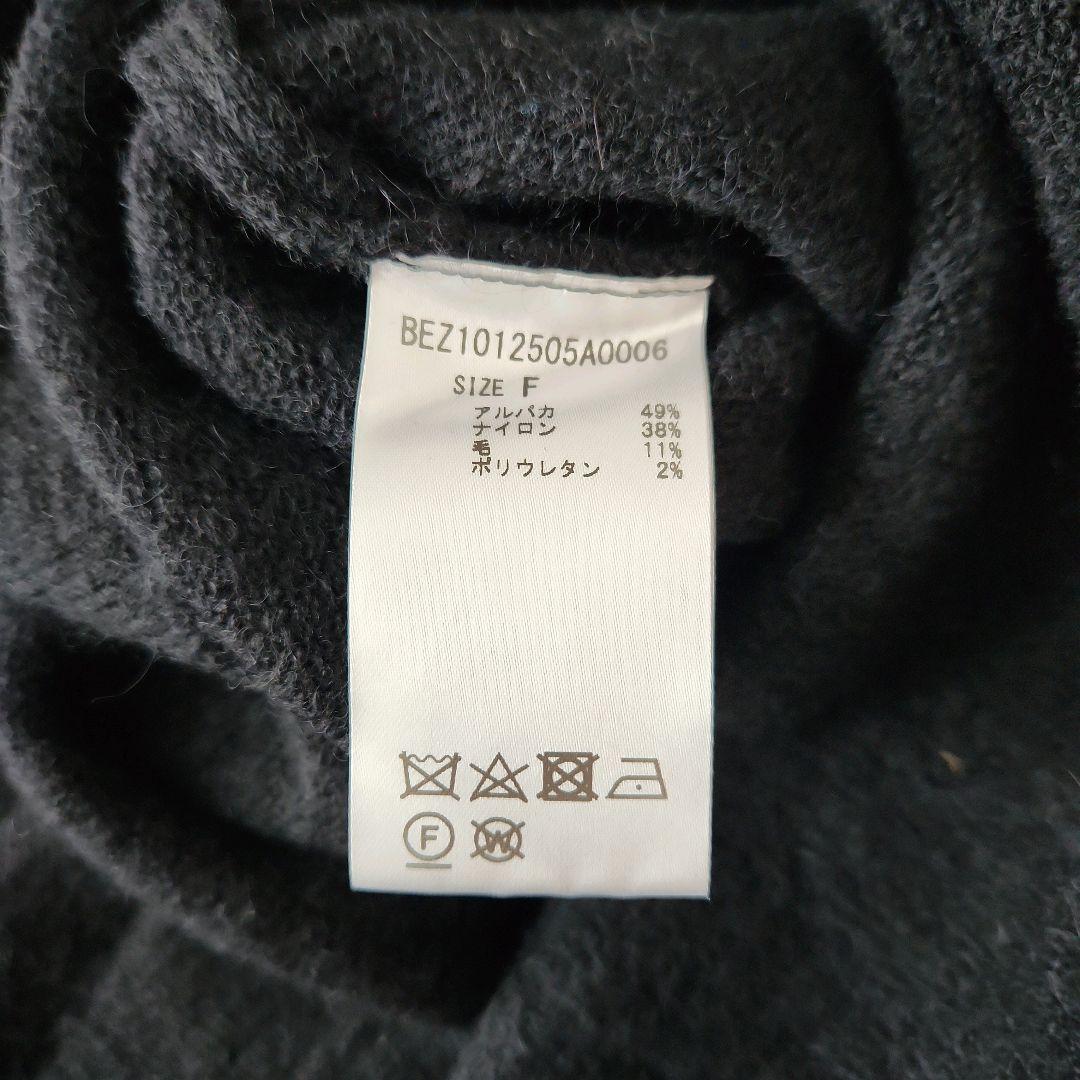 BEZ1012505A0006
SIZE F
アルパカ 49%
ナイロン 38%
毛 11%
ポリウレタン 2%
F
W